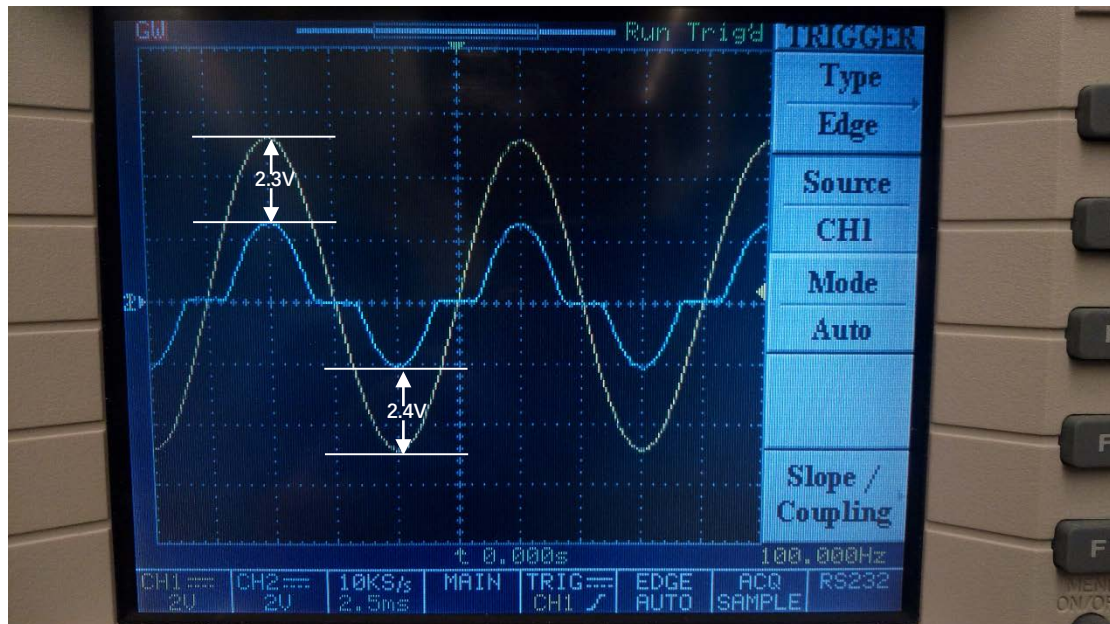 GW Run Trig'd TRIGGER
Type
Edge
Source
CH1
Mode
Auto
Slope /
Coupling
2.3V
2.4V
0.000s 100.000Hz
CH1 CH2 10KS/s MAIN TRIG EDGE ACQ RS232
2V 2V 2.5ms CH1 AUTO SAMPLE
F
F